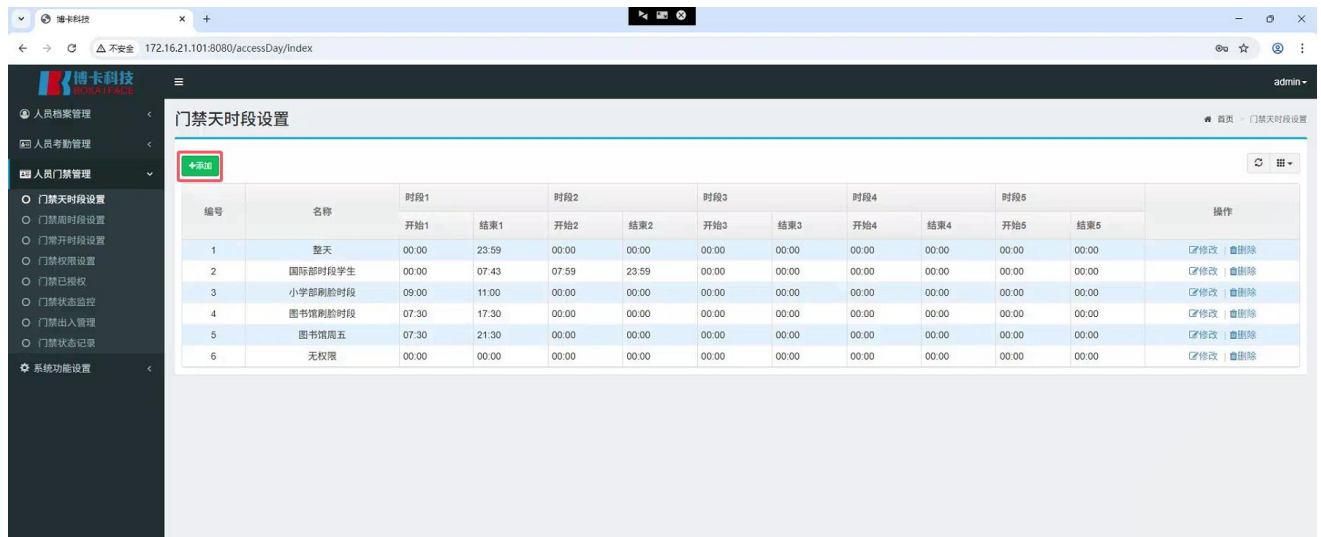 博卡科技
不安全 172.16.21.101:8080/accessDay/Index
博卡科技
BOKAIFACE
admin
人员档案管理
人员考勤管理
人员门禁管理
门禁天时段设置
门禁周时段设置
门常开时段设置
门禁权限设置
门禁已授权
门禁状态监控
门禁出入管理
门禁状态记录
系统功能设置
门禁天时段设置
首页 > 门禁天时段设置
+添加
编号 名称 时段1 时段2 时段3 时段4 时段5 操作
开始1 结束1 开始2 结束2 开始3 结束3 开始4 结束4 开始5 结束5
1 整天 00:00 23:59 00:00 00:00 00:00 00:00 00:00 00:00 00:00 00:00 修改 | 删除
2 国际部时段学生 00:00 07:43 07:59 23:59 00:00 00:00 00:00 00:00 00:00 00:00 修改 | 删除
3 小学部刷脸时段 09:00 11:00 00:00 00:00 00:00 00:00 00:00 00:00 00:00 00:00 修改 | 删除
4 图书馆刷脸时段 07:30 17:30 00:00 00:00 00:00 00:00 00:00 00:00 00:00 00:00 修改 | 删除
5 图书馆周五 07:30 21:30 00:00 00:00 00:00 00:00 00:00 00:00 00:00 00:00 修改 | 删除
6 无权限 00:00 00:00 00:00 00:00 00:00 00:00 00:00 00:00 00:00 00:00 修改 | 删除